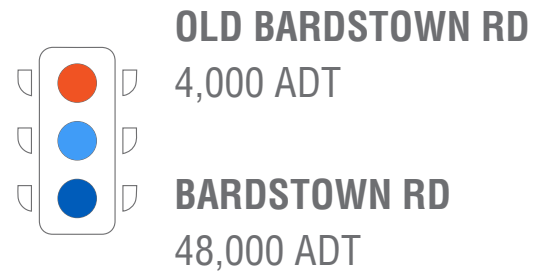 OLD BARDSTOWN RD
4,000 ADT
BARDSTOWN RD
48,000 ADT